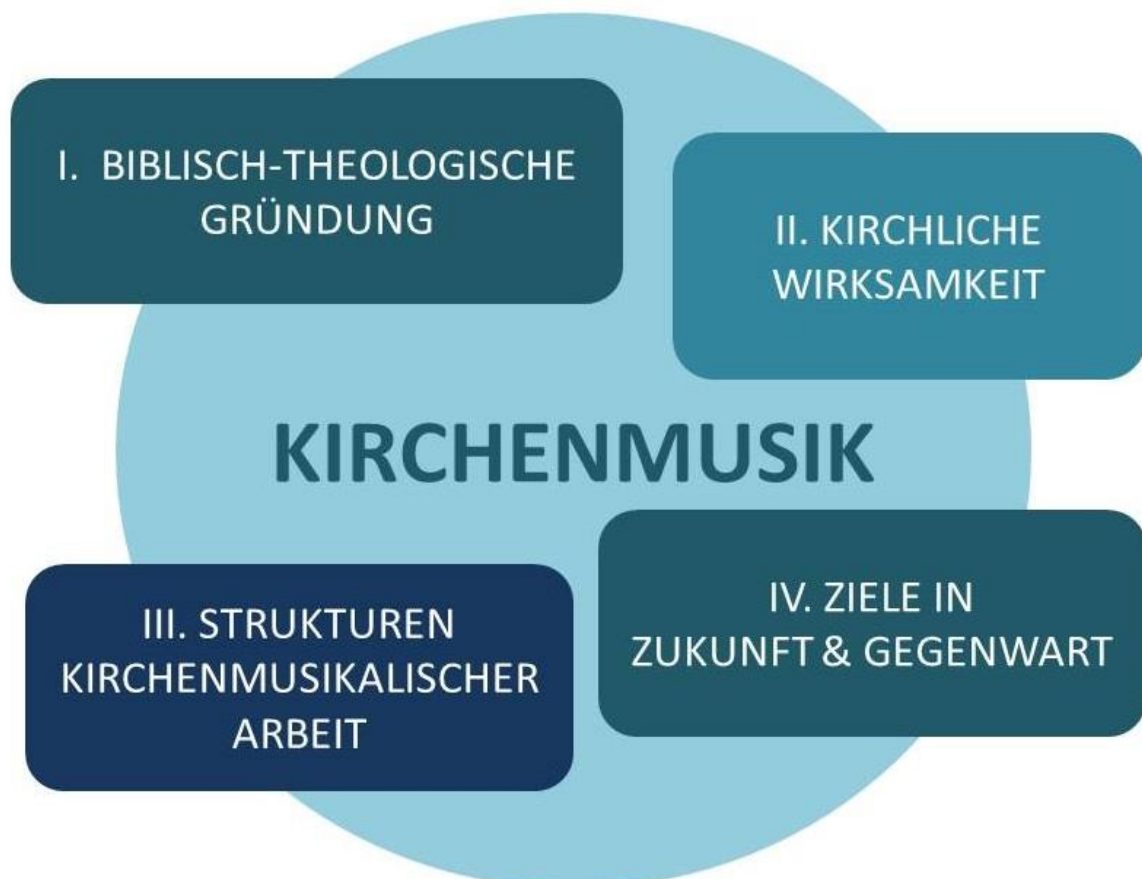 I. BIBLISCH-THEOLOGISCHE
GRÜNDUNG
II. KIRCHLICHE
WIRKSAMKEIT
KIRCHENMUSIK
III. STRUKTUREN
KIRCHENMUSIKALISCHER
ARBEIT
IV. ZIELE IN
ZUKUNFT & GEGENWART